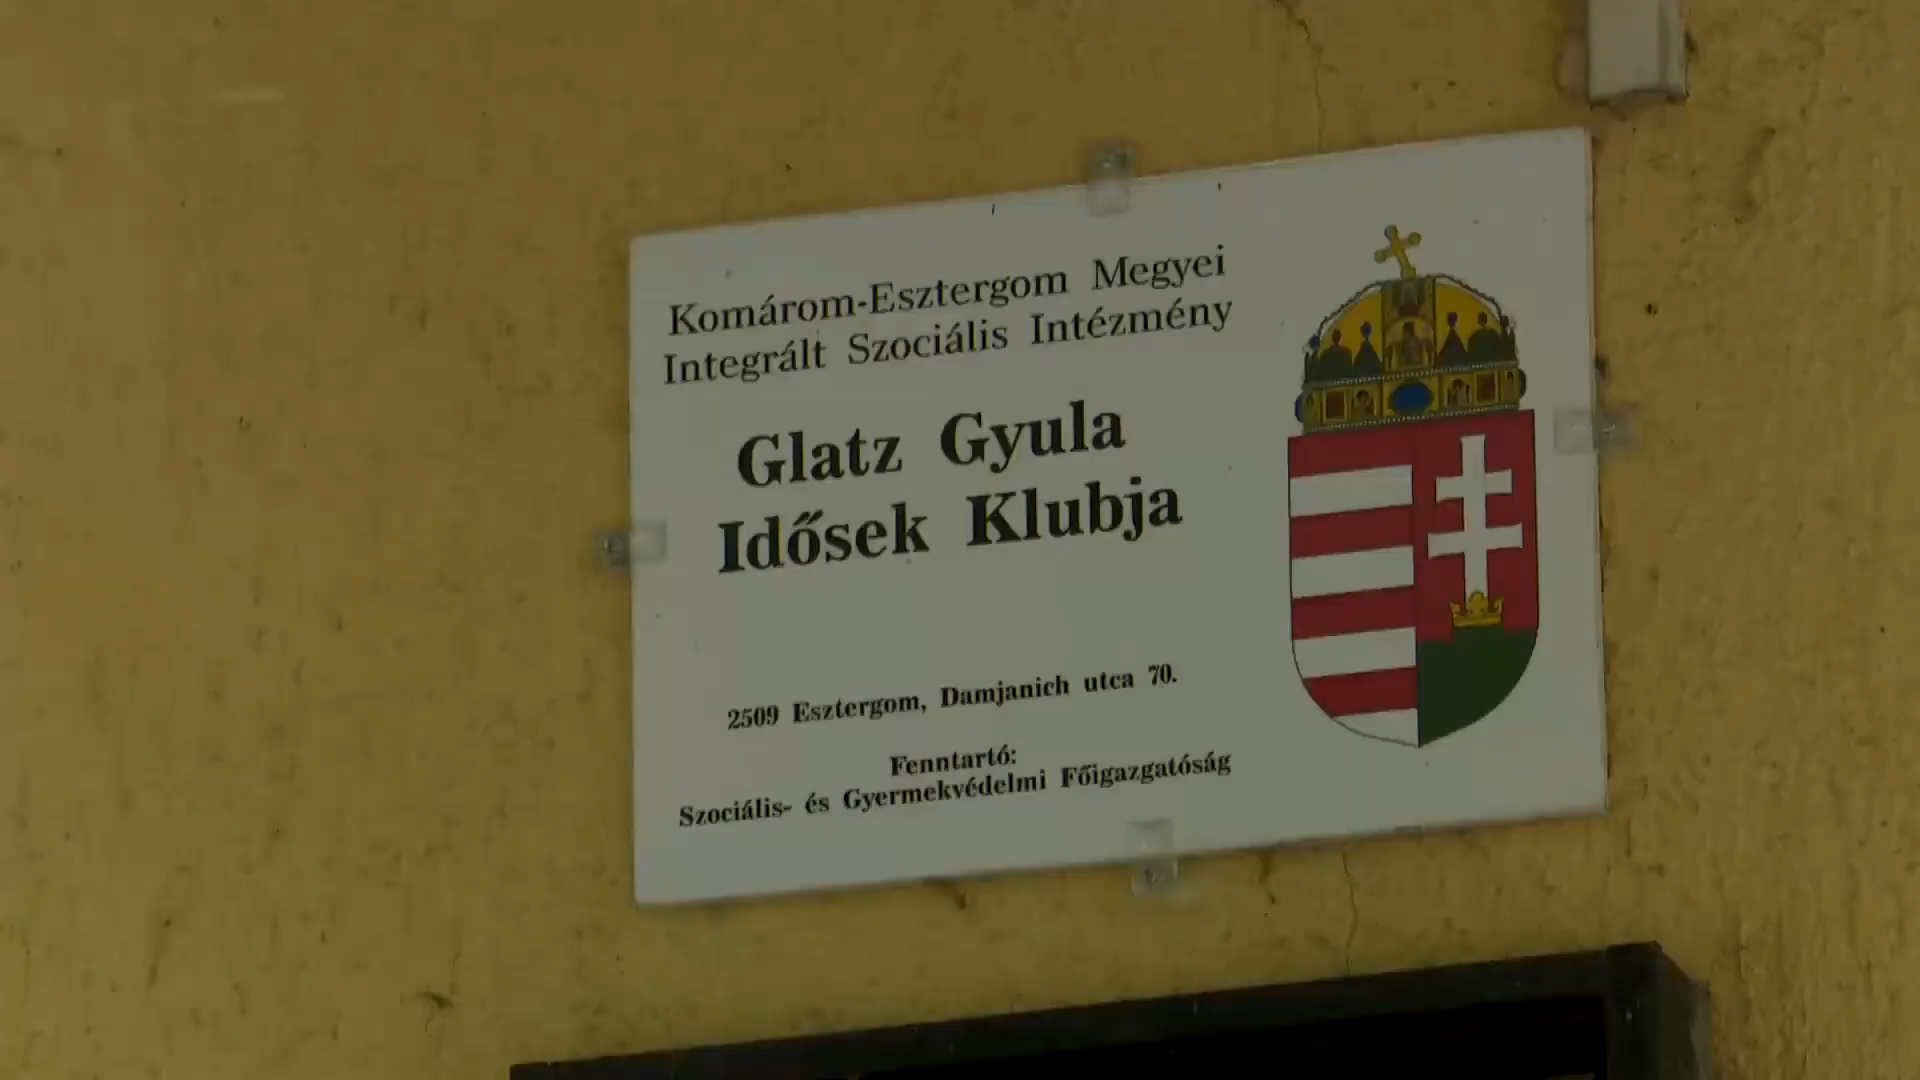 Komárom-Esztergom Megyei
Integrált Szociális Intézmény
Glatz Gyula
Idősek Klubja
2509 Esztergom, Damjanich utca 70.
Fenntartó:
Szociális- és Gyermekvédelmi Főigazgatóság